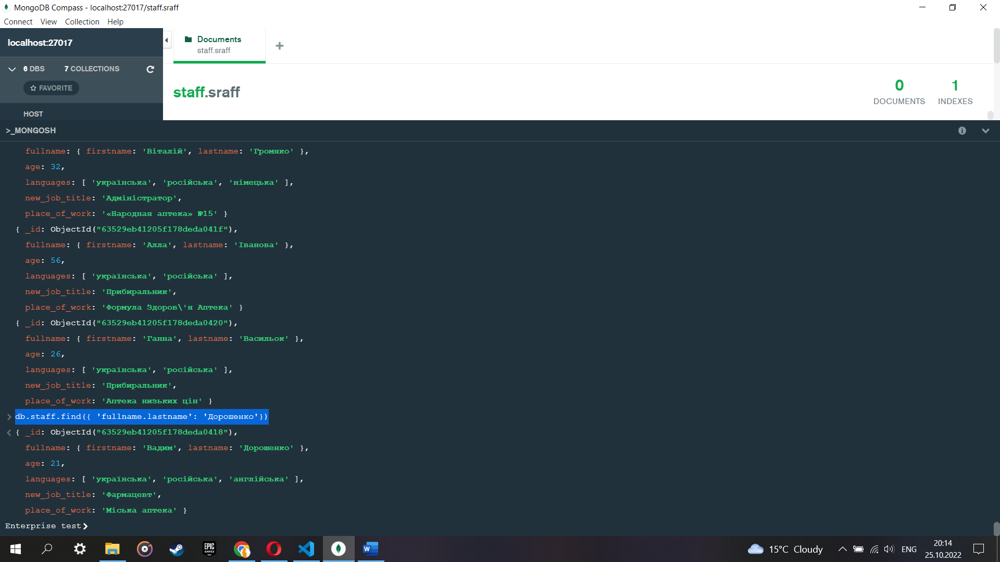 MongoDB Compass - localhost:27017/staff.sraff
Connect View Collection Help
localhost:27017
6 DBS 7 COLLECTIONS
FAVORITE
HOST
Documents
staff.sraff
staff.sraff
0
DOCUMENTS
1
INDEXES
>_MONGOSH
fullname: { firstname: 'Віталій', lastname: 'Громяко' },
age: 32,
languages: [ 'українська', 'російська', 'німецька' ],
new_job_title: 'Адміністратор',
place_of_work: '«Народная аптека» №15' }
{ _id: ObjectId("63529eb41205f178deda041f"),
fullname: { firstname: 'Алла', lastname: 'Іванова' },
age: 56,
languages: [ 'українська', 'російська' ],
new_job_title: 'Прибиральник',
place_of_work: 'Формула Здоров\'я Аптека' }
{ _id: ObjectId("63529eb41205f178deda0420"),
fullname: { firstname: 'Ганна', lastname: 'Васильок' },
age: 26,
languages: [ 'українська', 'російська' ],
new_job_title: 'Прибиральник',
place_of_work: 'Аптека низьких цін' }
db.staff.find({ 'fullname.lastname': 'Дорошенко'})
{ _id: ObjectId("63529eb41205f178deda0418"),
fullname: { firstname: 'Вадим', lastname: 'Дорошенко' },
age: 21,
languages: [ 'українська', 'російська', 'англійська' ],
new_job_title: 'Фармацевт',
place_of_work: 'Міська аптека' }
Enterprise test>
EPIC
GAMES
W
15°C Cloudy
ENG
20:14
25.10.2022